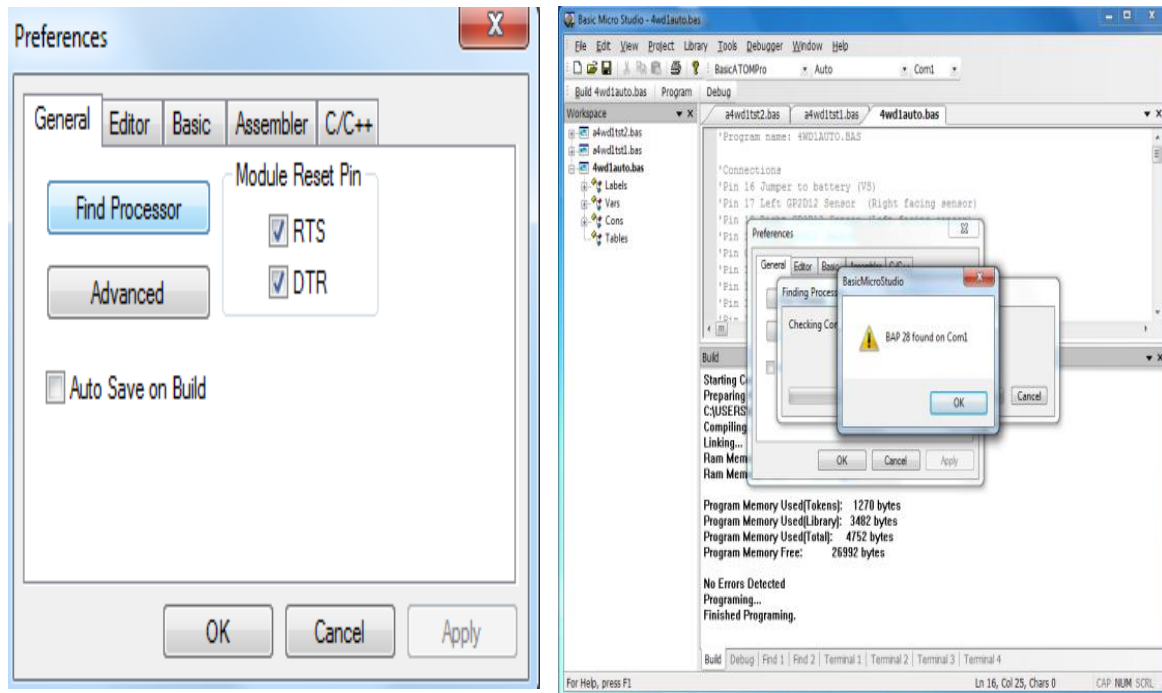 Preferences
X
General Editor Basic Assembler C/C++
Find Processor
Module Reset Pin
RTS
Advanced
DTR
Auto Save on Build
OK Cancel Apply
Basic Micro Studio - 4wd1auto.bas
File Edit View Project Library Tools Debugger Window Help
BasicATOMPro Auto Com1
Build 4wd1auto.bas Program Debug
Workspace
a4wd1tst2.bas
a4wd1tst1.bas
4wd1auto.bas
Labels
Vars
Cons
Tables
a4wd1tst2.bas a4wd1tst1.bas 4wd1auto.bas
'Program name: 4WD1AUTO.BAS
'Connections
'Pin 16 Jumper to battery (VS)
'Pin 17 Left GP2D12 Sensor (Right facing sensor)
'Pin
'Pin
'Pin
'Pin
'Pin
'Pin
Preferences
General Editor
Finding Process
Checking Com
Cancel
BasicMicroStudio
BAP 28 found on Com1
OK
OK Cancel Apply
Build
Starting C
Preparing
C:\USERS
Compiling
Linking...
Ram Mem
Ram Mem
Program Memory Used(Tokens): 1270 bytes
Program Memory Used(Library): 3482 bytes
Program Memory Used(Total): 4752 bytes
Program Memory Free: 26992 bytes
No Errors Detected
Programing...
Finished Programing.
Build Debug Find 1 Find 2 Terminal 1 Terminal 2 Terminal 3 Terminal 4
For Help, press F1
Ln 16, Col 25, Chars 0
CAP NUM SCRL